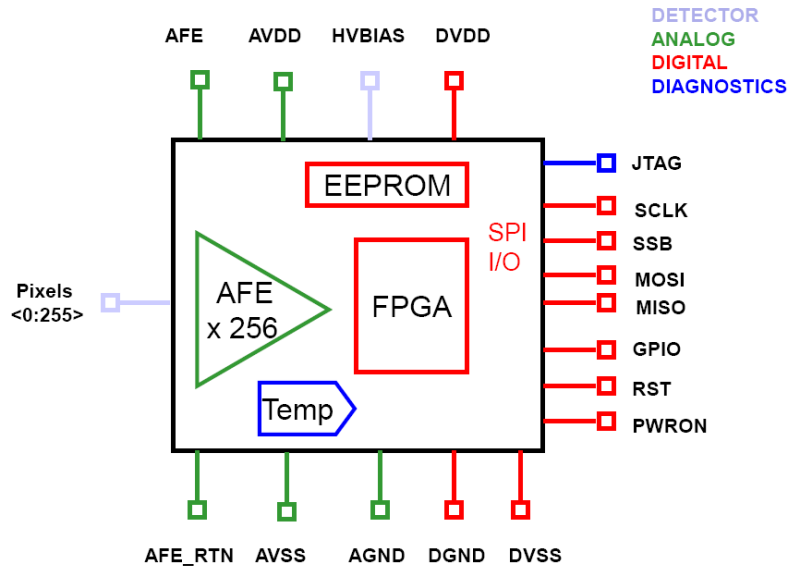 DETECTOR
ANALOG
DIGITAL
DIAGNOSTICS
AFE
AVDD
HVBIAS
DVDD
EEPROM
JTAG
SCLK
SPI
I/O
SSB
MOSI
MISO
Pixels
<0:255>
AFE
x 256
FPGA
GPIO
RST
Temp
PWRON
AFE_RTN
AVSS
AGND
DGND
DVSS